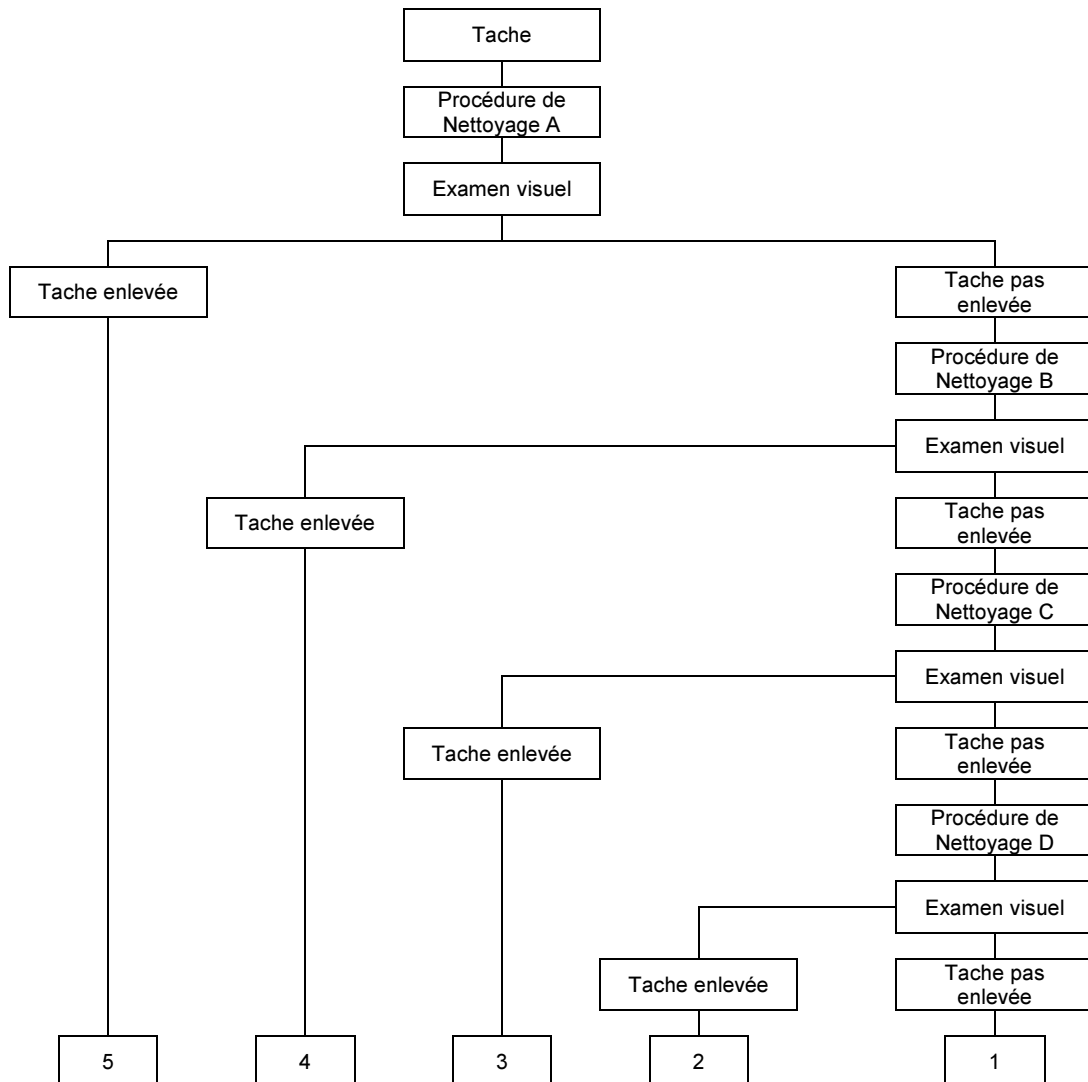 Tache
Procédure de
Nettoyage A
Examen visuel
Tache enlevée
Tache pas
enlevée
Procédure de
Nettoyage B
Examen visuel
Tache enlevée
Tache pas
enlevée
Procédure de
Nettoyage C
Examen visuel
Tache enlevée
Tache pas
enlevée
Procédure de
Nettoyage D
Examen visuel
Tache enlevée
Tache pas
enlevée
5
4
3
2
1